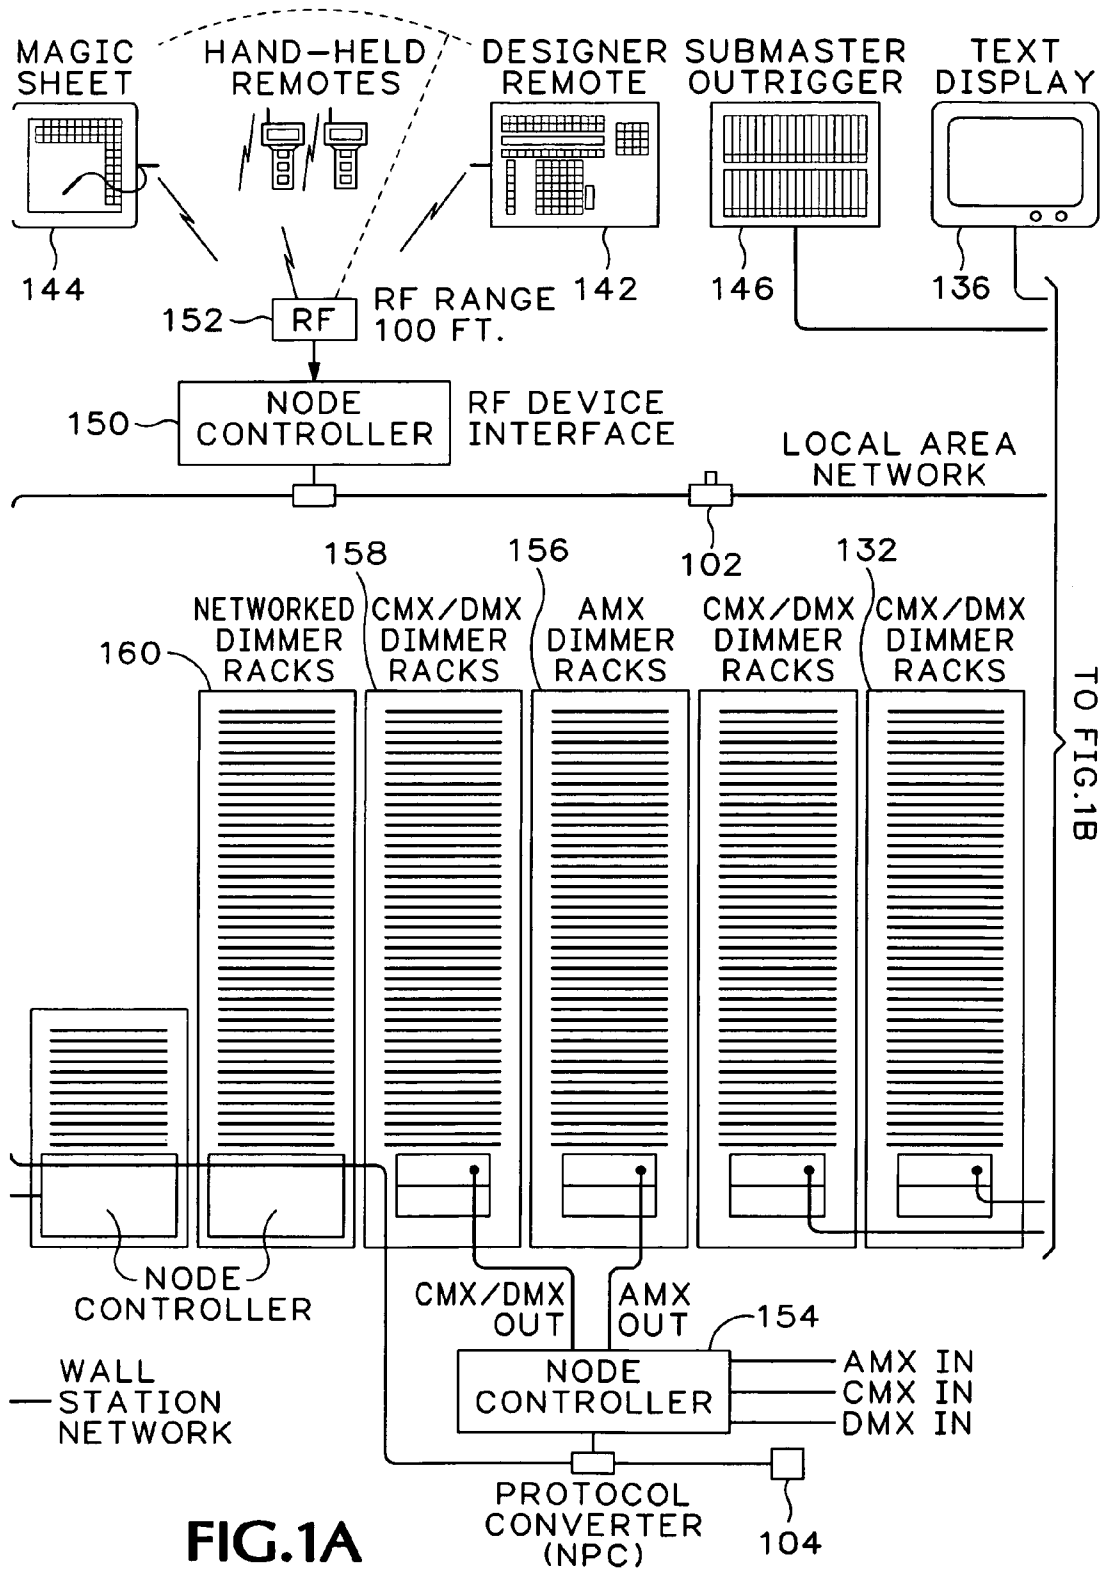 MAGIC
SHEET
HAND-HELD
REMOTES
DESIGNER
REMOTE
SUBMASTER
OUTRIGGER
TEXT
DISPLAY
144
142
146
136
152
RF
RF RANGE
100 FT.
150
NODE
CONTROLLER
RF DEVICE
INTERFACE
LOCAL AREA
NETWORK
102
158
156
132
160
NETWORKED
DIMMER
RACKS
CMX/DMX
DIMMER
RACKS
AMX
DIMMER
RACKS
CMX/DMX
DIMMER
RACKS
CMX/DMX
DIMMER
RACKS
TO FIG.1B
NODE
CONTROLLER
CMX/DMX
OUT
AMX
OUT
154
NODE
CONTROLLER
AMX IN
CMX IN
DMX IN
WALL
STATION
NETWORK
PROTOCOL
CONVERTER
(NPC)
104
FIG.1A